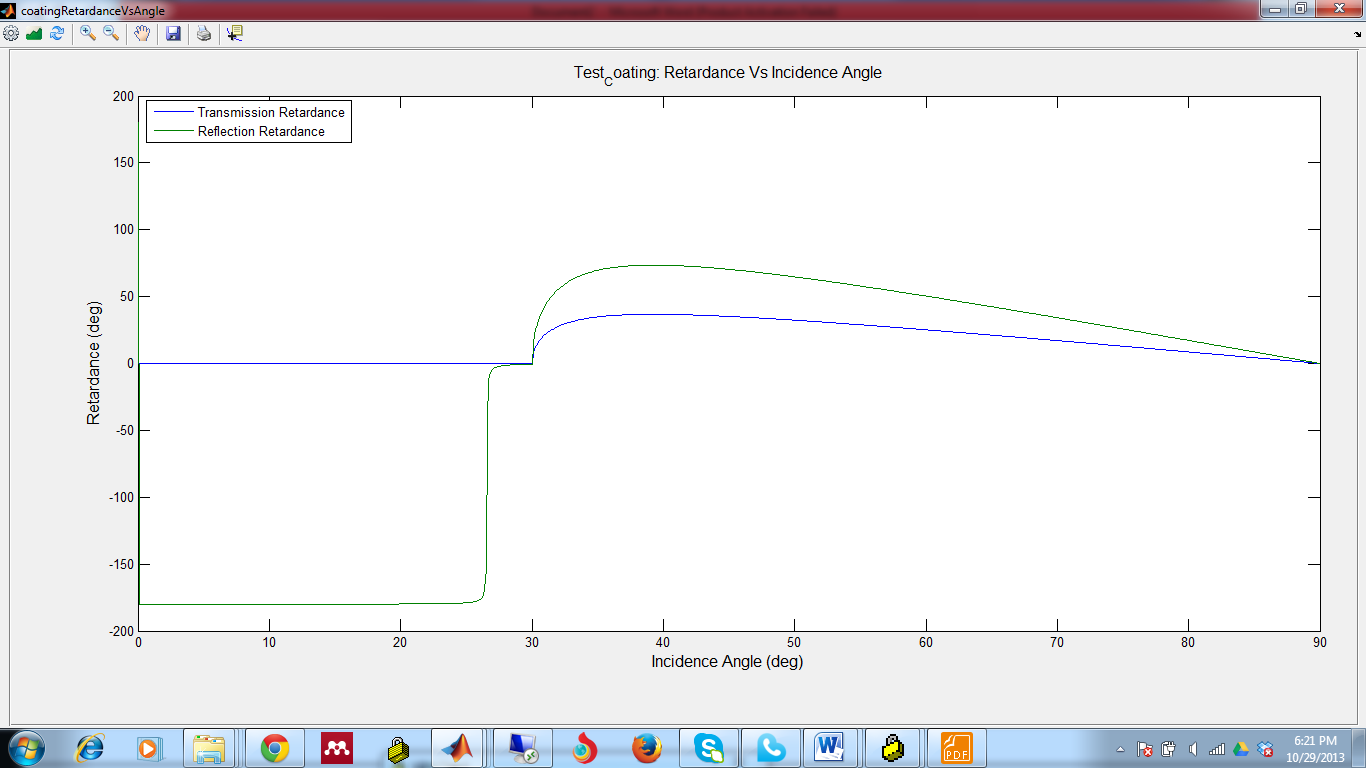 coatingRetardanceVsAngle
Test_Coating: Retardance Vs Incidence Angle
Transmission Retardance
Reflection Retardance
200
150
100
50
0
-50
-100
-150
-200
Retardance (deg)
0 10 20 30 40 50 60 70 80 90
Incidence Angle (deg)
W
PDF
6:21 PM
10/29/2013